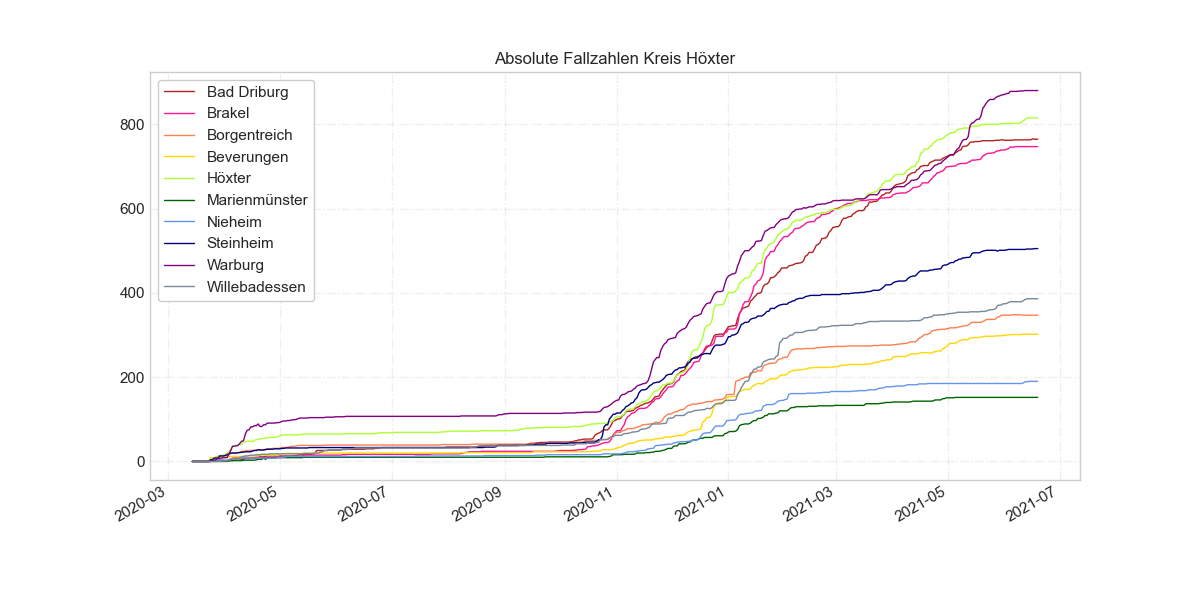 Absolute Fallzahlen Kreis Höxter
Bad Driburg
Brakel
Borgentreich
Beverungen
Höxter
Marienmünster
Nieheim
Steinheim
Warburg
Willebadessen
800
600
400
200
0
2020-03
2020-05
2020-07
2020-09
2020-11
2021-01
2021-03
2021-05
2021-07